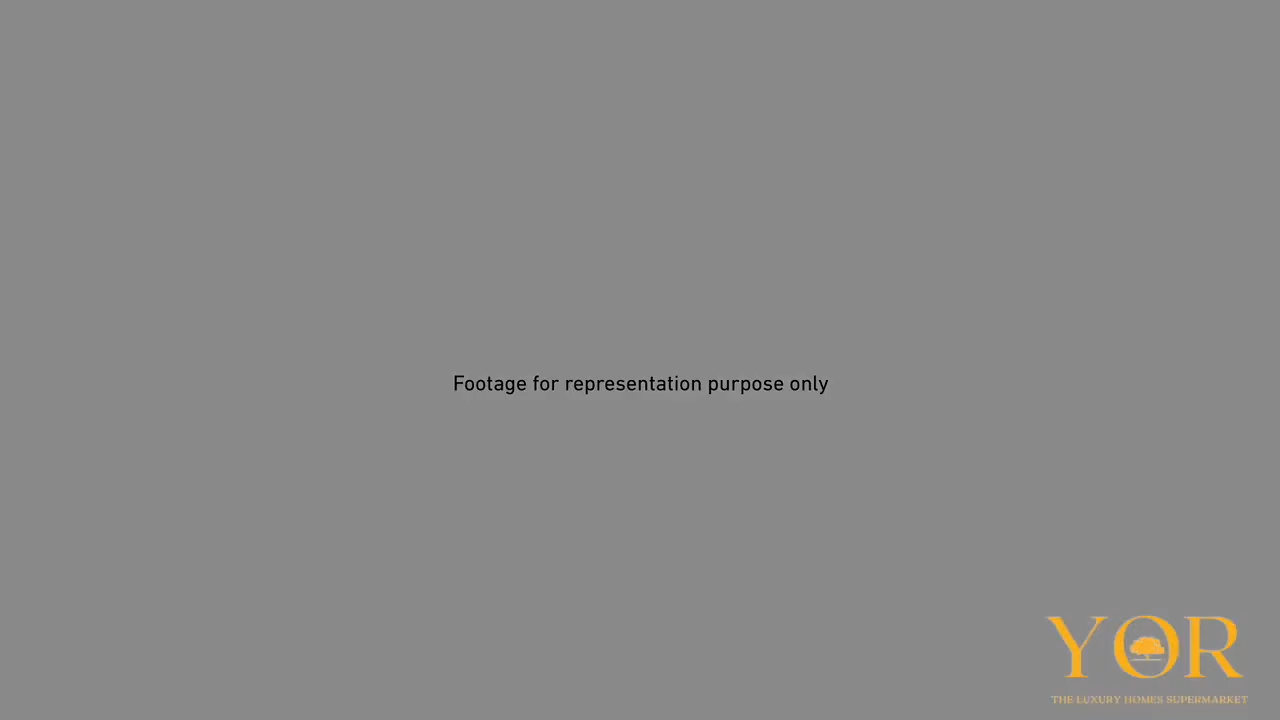 Footage for representation purpose only
YOR
THE LUXURY HOMES SUPERMARKET